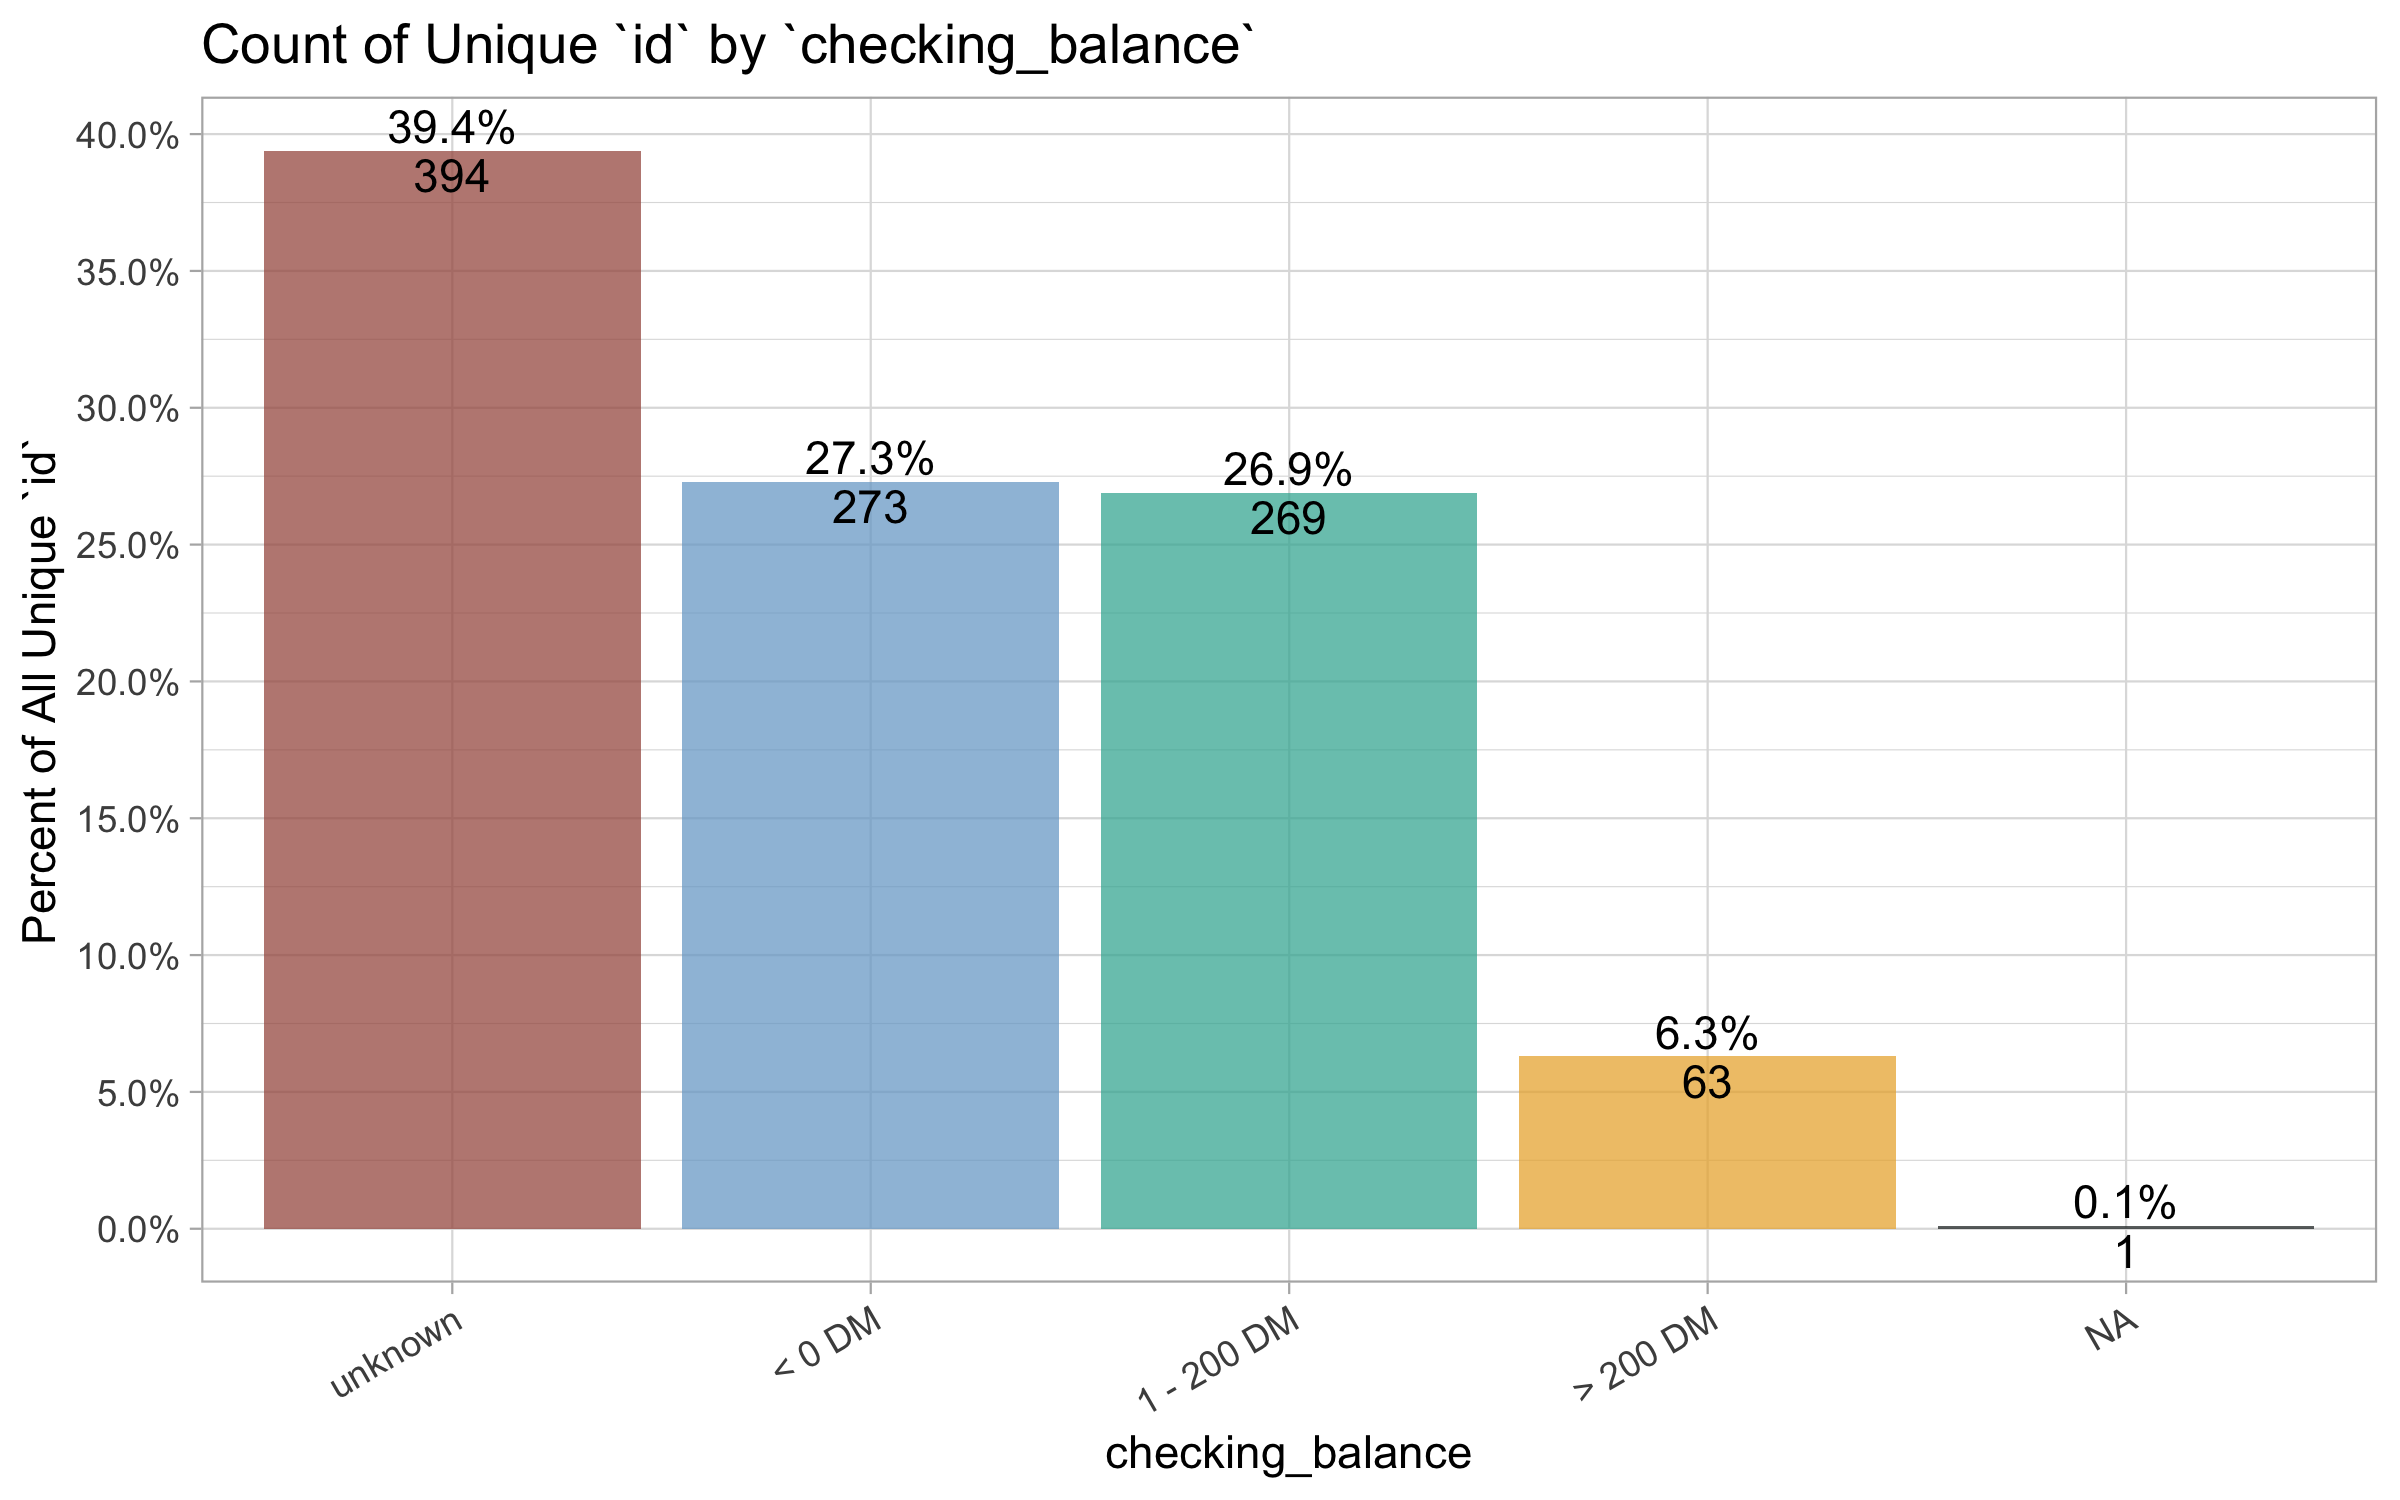 Count of Unique `id` by `checking_balance`
Percent of All Unique `id`
40.0%
35.0%
30.0%
25.0%
20.0%
15.0%
10.0%
5.0%
0.0%
39.4%
394
27.3%
273
26.9%
269
6.3%
63
0.1%
1
unknown
< 0 DM
1 - 200 DM
> 200 DM
NA
checking_balance